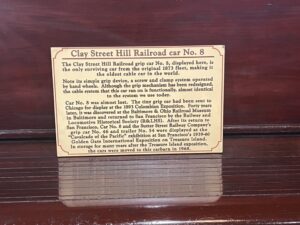 Clay Street Hill Railroad car No. 8
The Clay Street Hill Railroad grip car No. 8, displayed here, is
the only surviving car from the original 1873 fleet, making it
the oldest cable car in the world.
Note its simple grip device, a screw and clamp system operated
by hand wheels. Although the grip mechanism has been redesigned,
the cable system that this car ran on is functionally, almost identical
to the system we use today.
Car No. 8 was almost lost. The tiny grip car had been sent to
Chicago for display at the 1893 Columbian Exposition. Forty years
later, it was discovered at the Baltimore & Ohio Railroad Museum in
Baltimore and returned to San Francisco by the Railway and
Locomotive Historical Society (R&LHS). After its return to
San Francisco, Car No. 8 and the Sutter Street Railway Company's
grip car 46 and trailer No. 54 were displayed at the
"Cavalcade of the Pacific" exhibition at San Francisco's 1939-40
Golden Gate International Exposition on Treasure Island.
In storage for many years after the Treasure Island exposition,
the cars were moved to this carbarn in 1968.